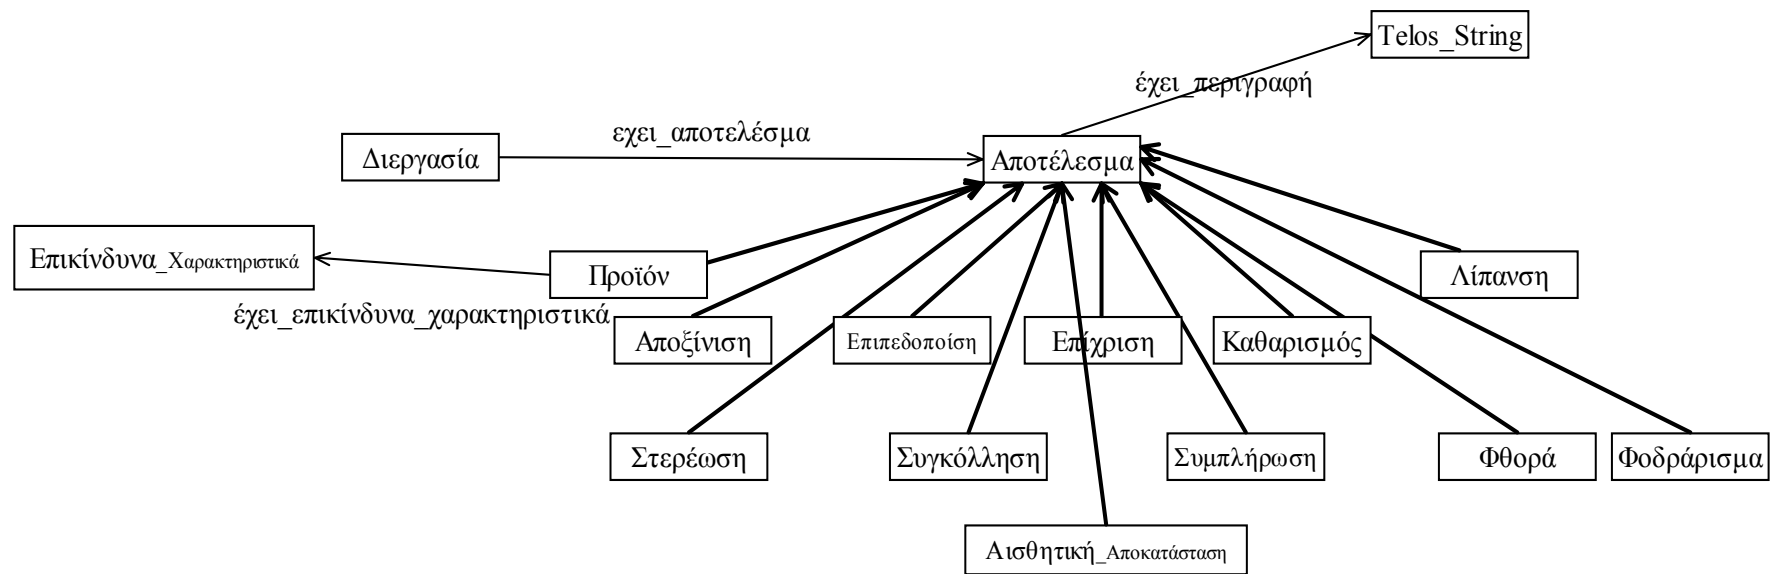 Telos_String
έχει_περιγραφή
εχει_αποτελέσμα
Διεργασία
Αποτέλεσμα
Επικίνδυνα_Χαρακτηριστικά
Προϊόν
Λίπανση
έχει_επικίνδυνα_χαρακτηριστικά
Αποξίνιση
Επιπεδοποίση
Επίχριση
Καθαρισμός
Στερέωση
Συγκόλληση
Συμπλήρωση
Φθορά
Φοδράρισμα
Αισθητική_Αποκατάσταση